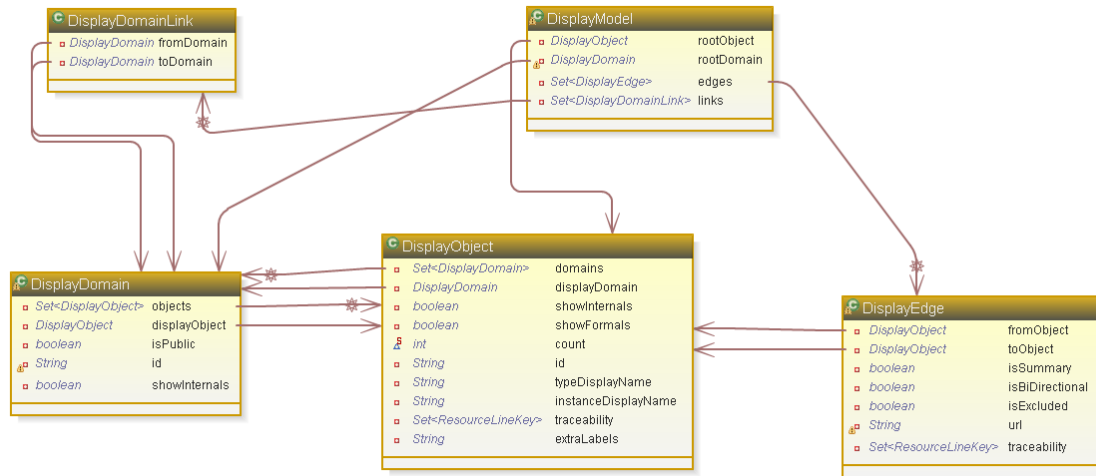 DisplayDomainLink
DisplayDomain fromDomain
DisplayDomain toDomain
DisplayModel
DisplayObject rootObject
DisplayDomain rootDomain
Set<DisplayEdge> edges
Set<DisplayDomainLink> links
DisplayDomain
Set<DisplayObject> objects
DisplayObject displayObject
boolean isPublic
String id
boolean showInternals
DisplayObject
Set<DisplayDomain> domains
DisplayDomain displayDomain
boolean showInternals
boolean showFormals
int count
String id
String typeDisplayName
String instanceDisplayName
Set<ResourceLineKey> traceability
String extraLabels
DisplayEdge
DisplayObject fromObject
DisplayObject toObject
boolean isSummary
boolean isBiDirectional
boolean isExcluded
String url
Set<ResourceLineKey> traceability